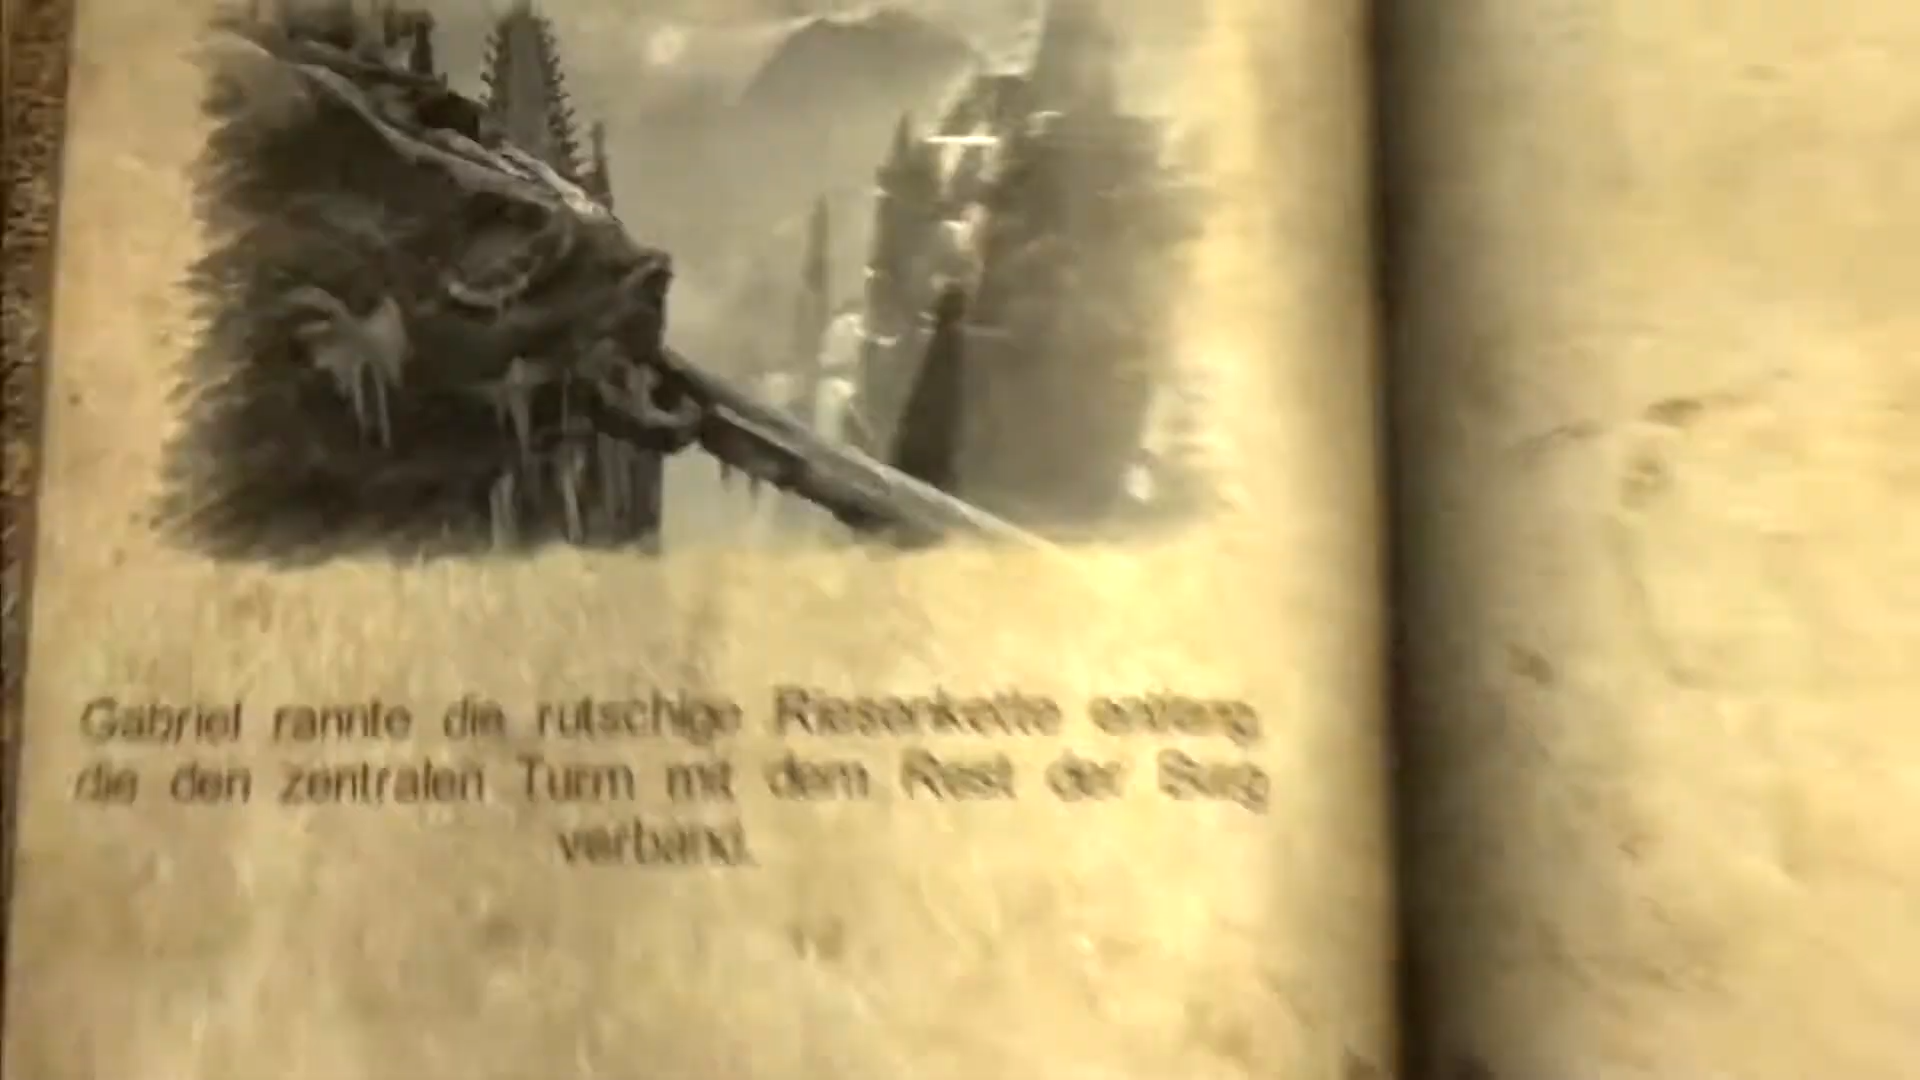 Gabriel rannte die rutschige Riesenkette entlang,
die den zentralen Turm mit dem Rest der Burg
verband.